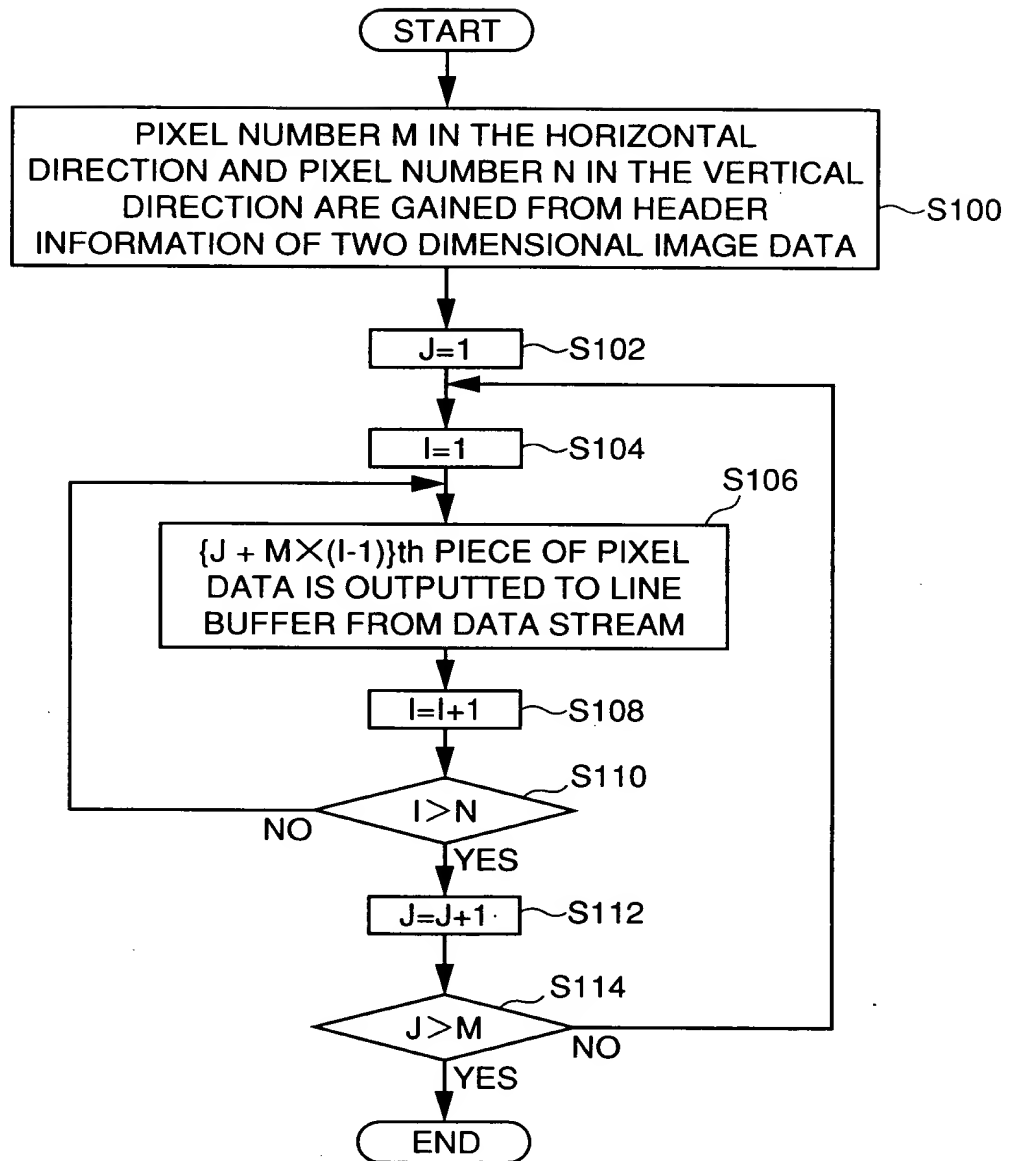 START
PIXEL NUMBER M IN THE HORIZONTAL
DIRECTION AND PIXEL NUMBER N IN THE VERTICAL
DIRECTION ARE GAINED FROM HEADER
INFORMATION OF TWO DIMENSIONAL IMAGE DATA
S100
J=1
S102
I=1
S104
S106
{J + M×(I-1)}th PIECE OF PIXEL
DATA IS OUTPUTTED TO LINE
BUFFER FROM DATA STREAM
I=I+1
S108
S110
I>N
NO
YES
J=J+1
S112
S114
J>M
NO
YES
END